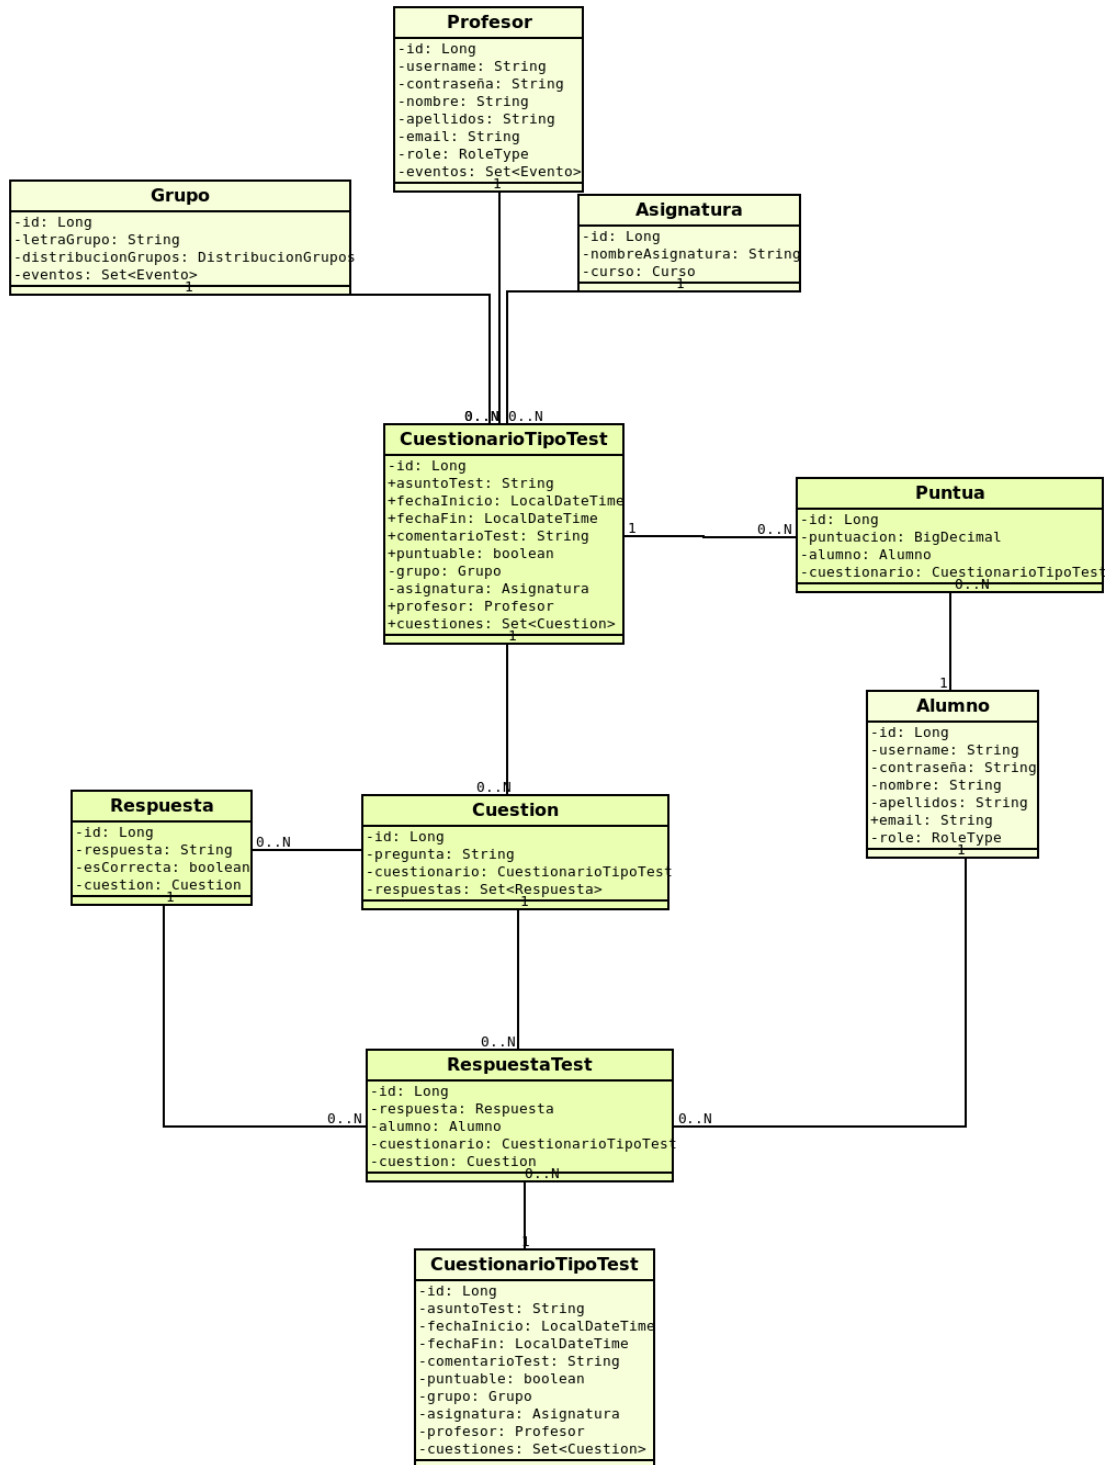 Profesor
-id: Long
-username: String
-contraseña: String
-nombre: String
-apellidos: String
-email: String
-role: RoleType
-eventos: Set<Evento>
1
Grupo
-id: Long
-letraGrupo: String
-distribucionGrupos: DistribucionGrupos
-eventos: Set<Evento>
1
Asignatura
-id: Long
-nombreAsignatura: String
-curso: Curso
1
0..N
0..N
0..N
CuestionarioTipoTest
-id: Long
+asuntoTest: String
+fechaInicio: LocalDateTime
+fechaFin: LocalDateTime
+comentarioTest: String
+puntuable: boolean
-grupo: Grupo
-asignatura: Asignatura
+profesor: Profesor
+cuestiones: Set<Cuestion>
1
1
0..N
Puntua
-id: Long
-puntuacion: BigDecimal
-alumno: Alumno
-cuestionario: CuestionarioTipoTest
0..N
1
Alumno
-id: Long
-username: String
-contraseña: String
-nombre: String
-apellidos: String
+email: String
-role: RoleType
1
0..N
Respuesta
-id: Long
-respuesta: String
-esCorrecta: boolean
-cuestion: Cuestion
1
0..N
Cuestion
-id: Long
-pregunta: String
-cuestionario: CuestionarioTipoTest
-respuestas: Set<Respuesta>
1
0..N
0..N
0..N
RespuestaTest
-id: Long
-respuesta: Respuesta
-alumno: Alumno
-cuestionario: CuestionarioTipoTest
-cuestion: Cuestion
0..N
1
CuestionarioTipoTest
-id: Long
-asuntoTest: String
-fechaInicio: LocalDateTime
-fechaFin: LocalDateTime
-comentarioTest: String
-puntuable: boolean
-grupo: Grupo
-asignatura: Asignatura
-profesor: Profesor
-cuestiones: Set<Cuestion>